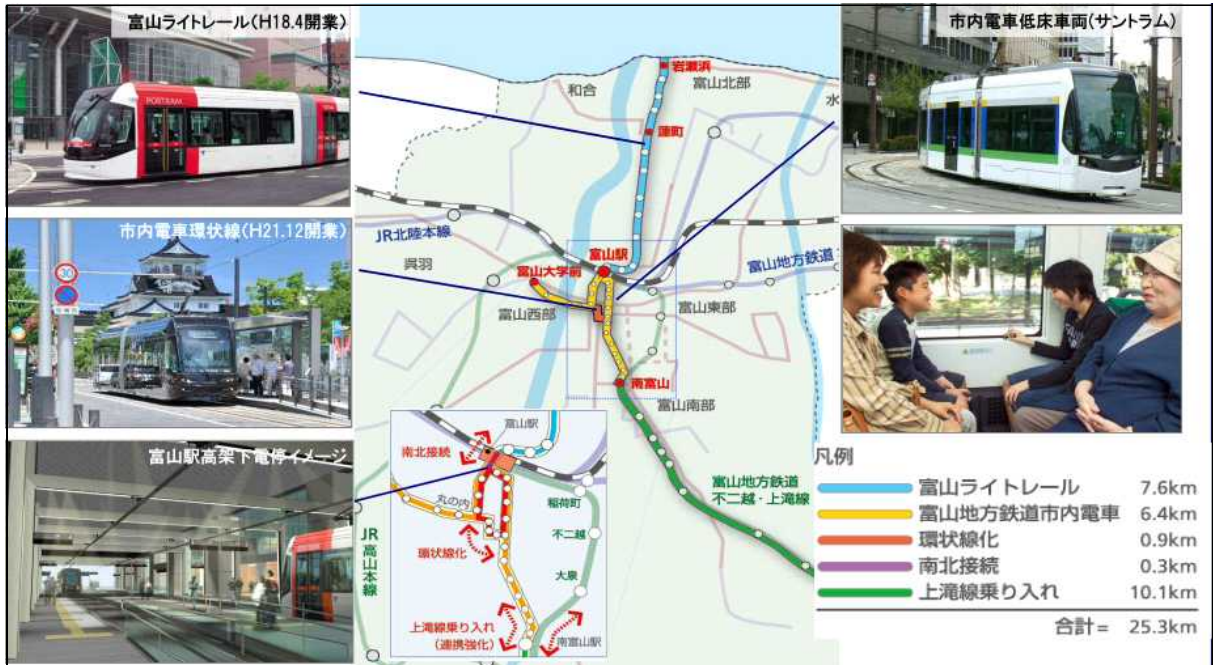 富山ライトレール(H18.4開業)
PORTRAM
市内電車環状線(H21.12開業)
30
富山駅高架下電停イメージ
岩瀬浜
和合
富山北部
水
蓮町
JR北陸本線
富山駅
呉羽
富山大学前
富山地方鉄道
富山西部
富山東部
南富山
富山南部
富山地方鉄道
不二越・上滝線
JR高山本線
富山駅
南北接続
丸の内
稲荷町
環状線化
不二越
大泉
上滝線乗り入れ
(連携強化)
南富山駅
市内電車低床車両(サントラム)
凡例
富山ライトレール 7.6km
富山地方鉄道市内電車 6.4km
環状線化 0.9km
南北接続 0.3km
上滝線乗り入れ 10.1km
合計= 25.3km